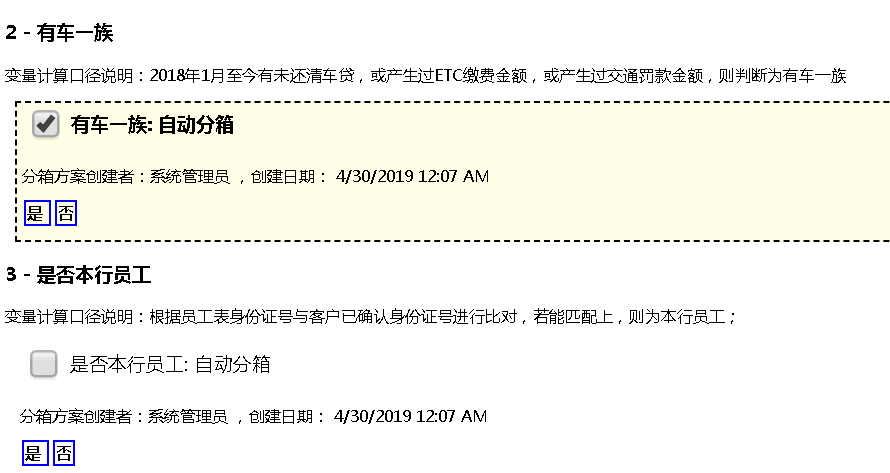 2 - 有车一族
变量计算口径说明：2018年1月至今有未还清车贷，或产生过ETC缴费金额，或产生过交通罚款金额，则判断为有车一族
有车一族: 自动分箱
分箱方案创建者：系统管理员 ，创建日期： 4/30/2019 12:07 AM
是 否
3 - 是否本行员工
变量计算口径说明：根据员工表身份证号与客户已确认身份证号进行比对，若能匹配上，则为本行员工；
是否本行员工: 自动分箱
分箱方案创建者：系统管理员 ，创建日期： 4/30/2019 12:07 AM
是 否